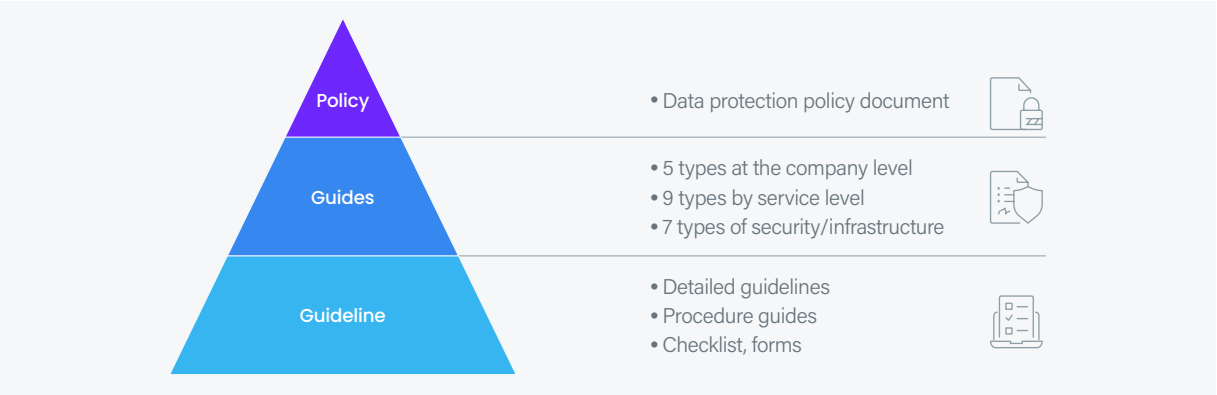 Policy
• Data protection policy document
Guides
• 5 types at the company level
• 9 types by service level
• 7 types of security/infrastructure
Guideline
• Detailed guidelines
• Procedure guides
• Checklist, forms